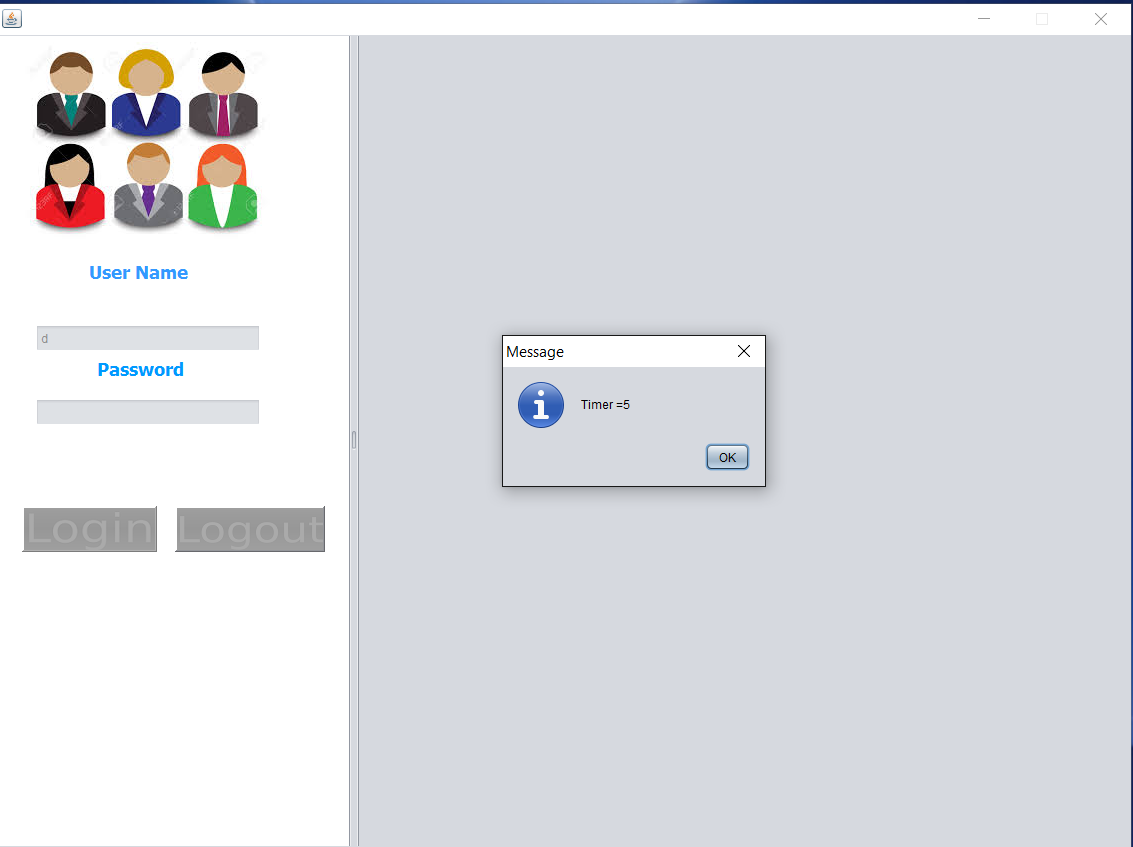 User Name
d
Password
Login
Logout
Message
Timer =5
OK